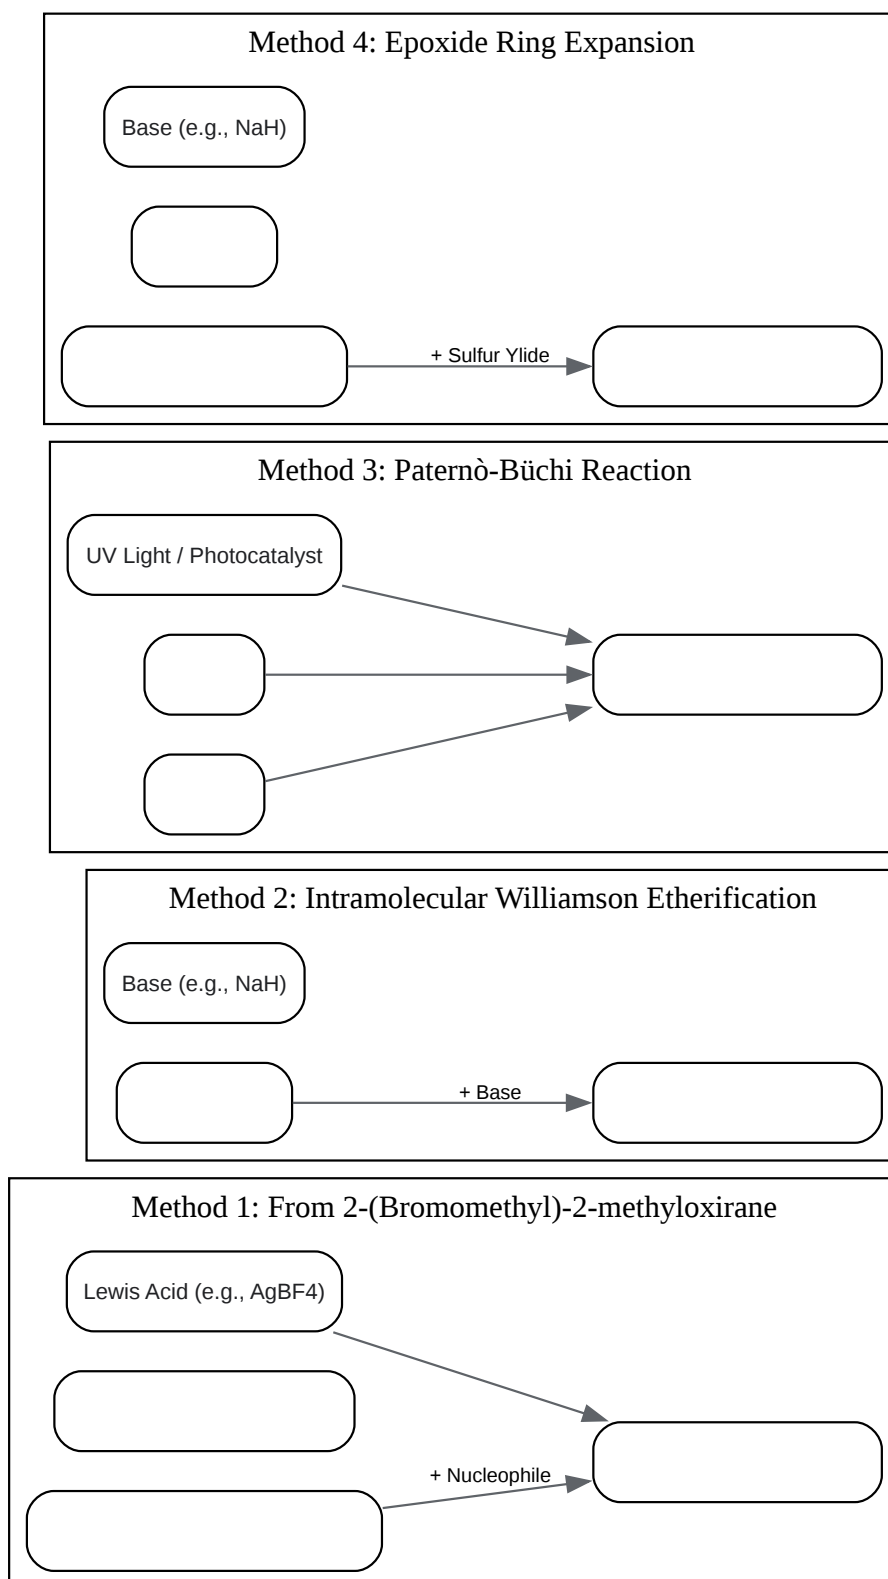 Method 4: Epoxide Ring Expansion
Base (e.g., NaH)
+ Sulfur Ylide
Method 3: Paternò-Büchi Reaction
UV Light / Photocatalyst
Method 2: Intramolecular Williamson Etherification
Base (e.g., NaH)
+ Base
Method 1: From 2-(Bromomethyl)-2-methyloxirane
Lewis Acid (e.g., AgBF4)
+ Nucleophile